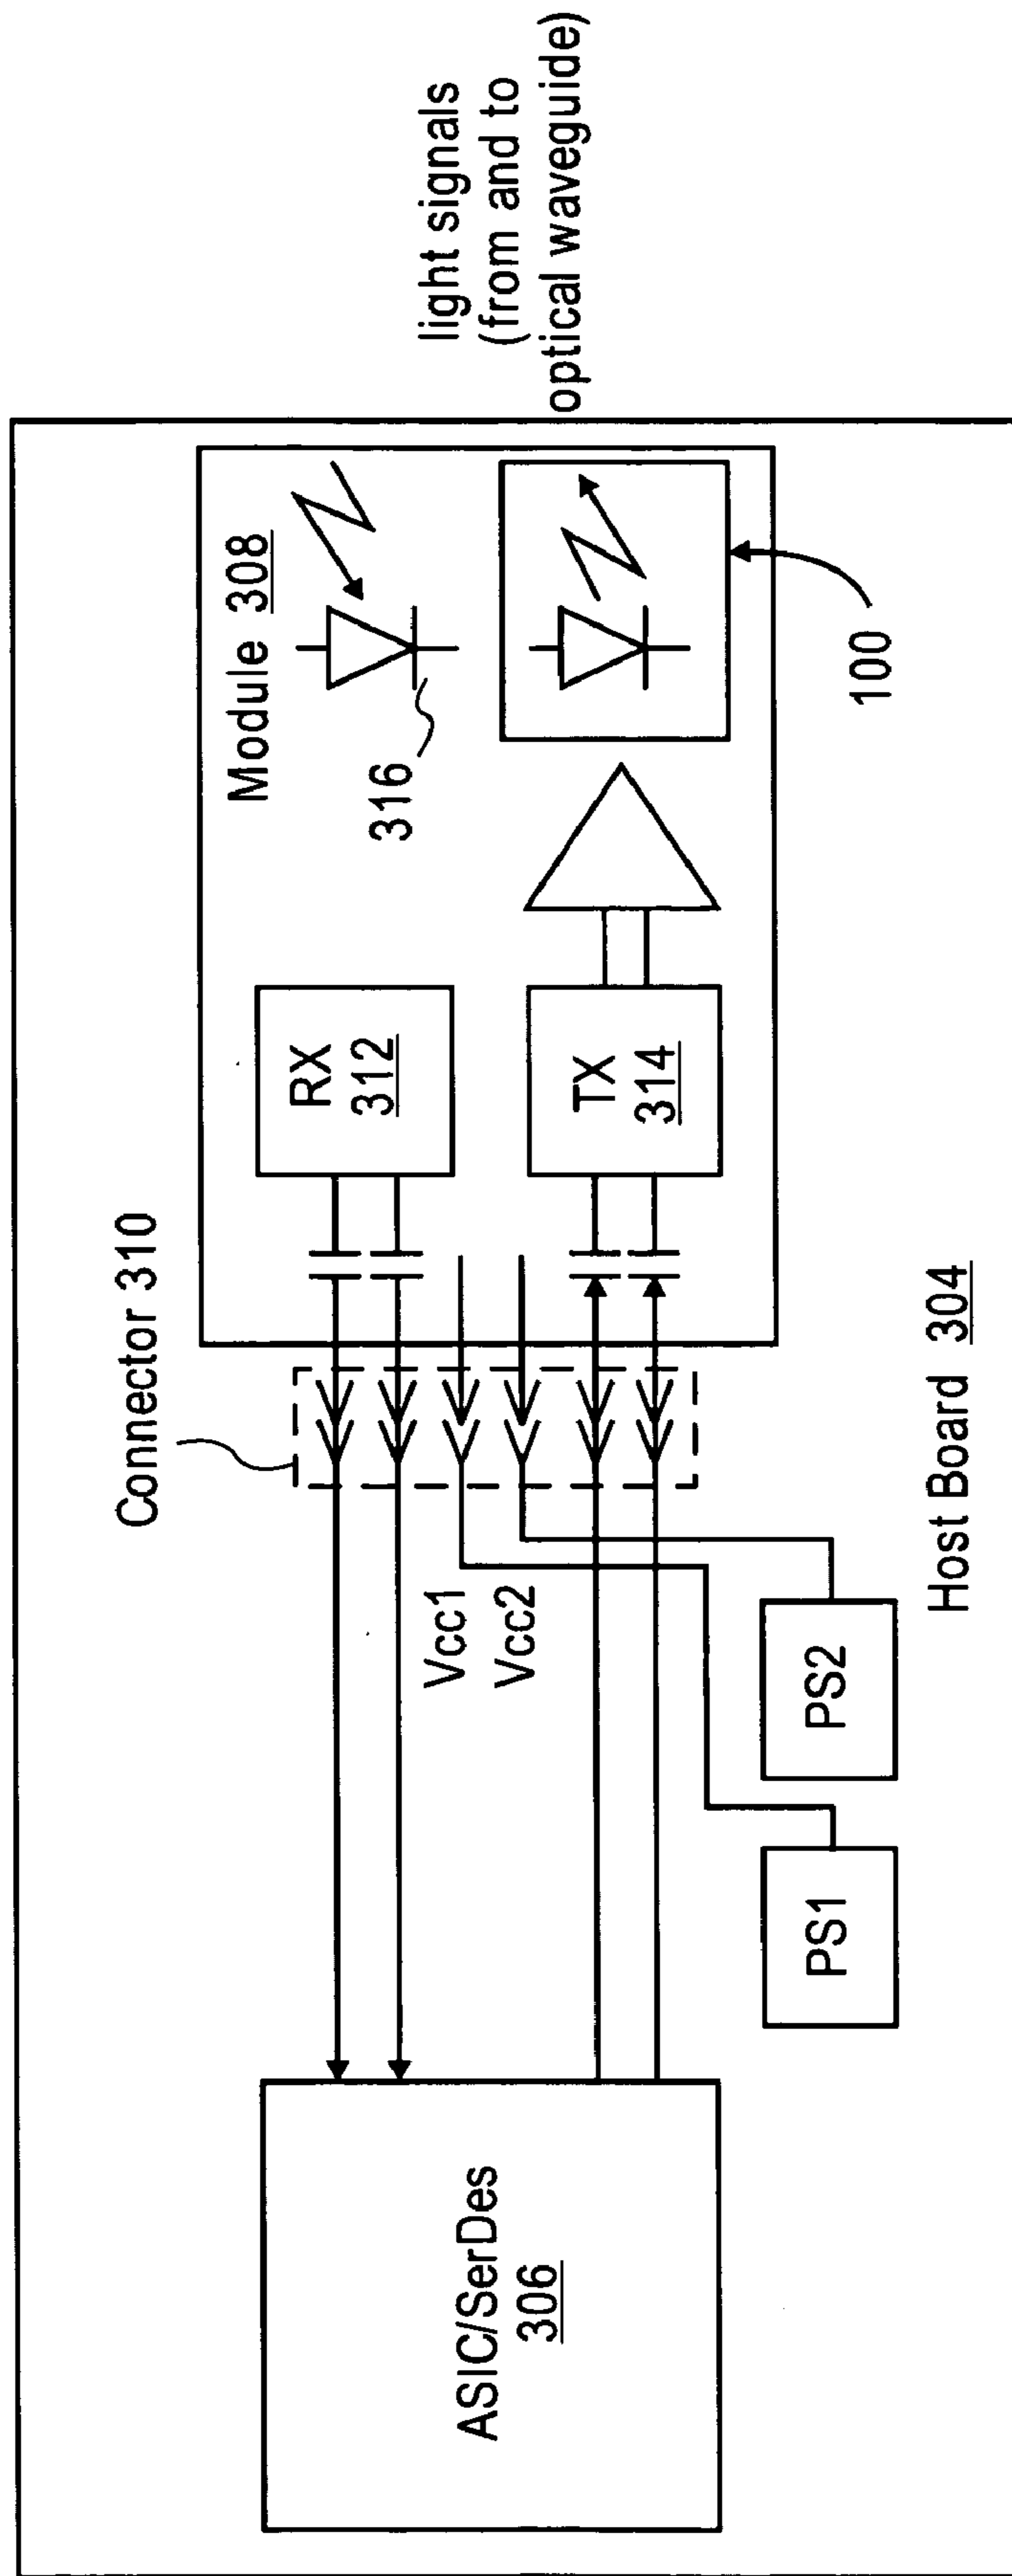 light signals
(from and to
optical waveguide)
Module 308
316
100
RX
312
TX
314
Connector 310
Host Board 304
Vcc1
Vcc2
PS2
PS1
ASIC/SerDes
306